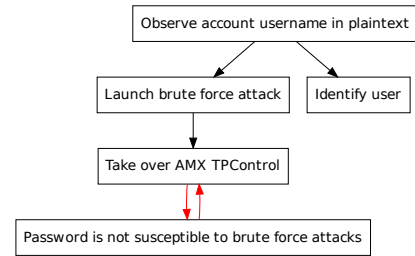 Observe account username in plaintext
Launch brute force attack
Identify user
Take over AMX TPControl
Password is not susceptible to brute force attacks